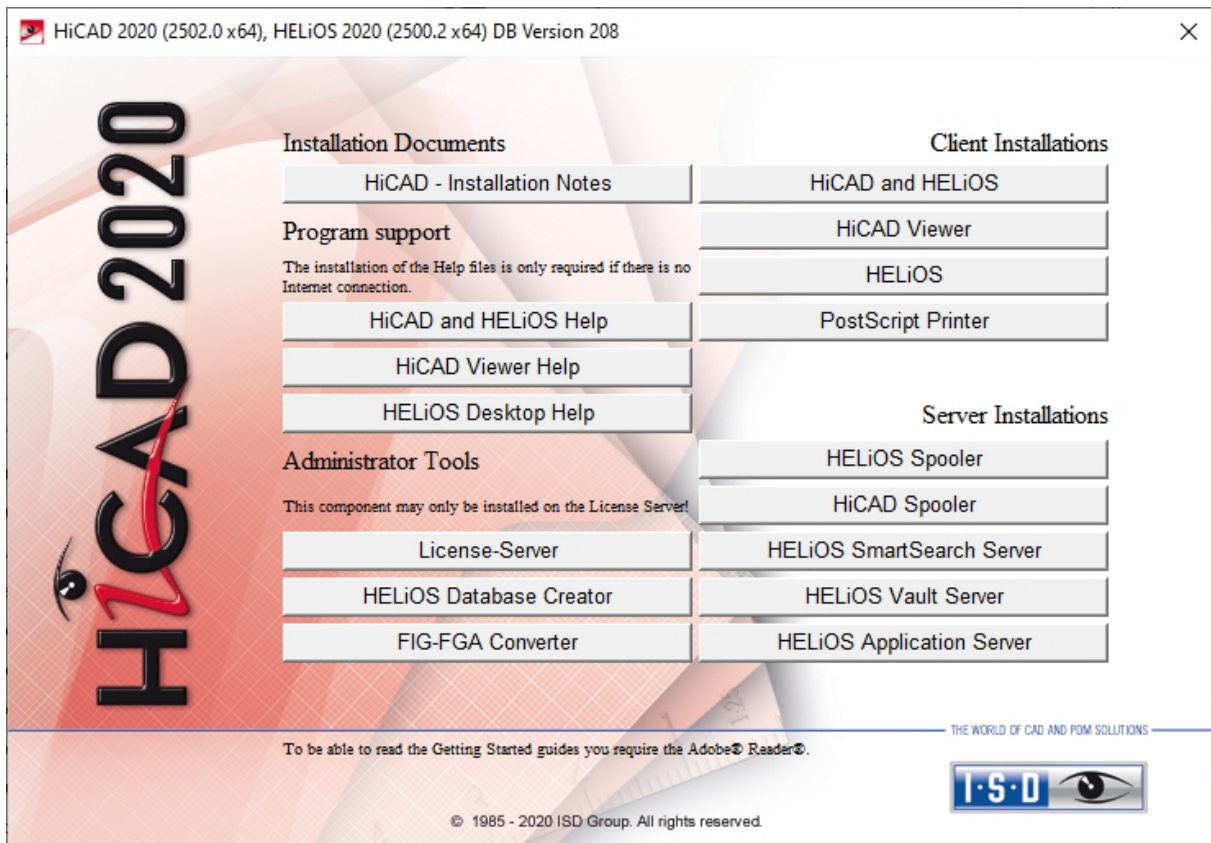 HiCAD 2020 (2502.0 x64), HELiOS 2020 (2500.2 x64) DB Version 208
HiCAD 2020
Installation Documents
HiCAD - Installation Notes
Program support
The installation of the Help files is only required if there is no
Internet connection.
HiCAD and HELiOS Help
HiCAD Viewer Help
HELiOS Desktop Help
Administrator Tools
This component may only be installed on the License Server!
License-Server
HELiOS Database Creator
FIG-FGA Converter
Client Installations
HiCAD and HELiOS
HiCAD Viewer
HELiOS
PostScript Printer
Server Installations
HELiOS Spooler
HiCAD Spooler
HELiOS SmartSearch Server
HELiOS Vault Server
HELiOS Application Server
1:25
THE WORLD OF CAD AND PDM SOLUTIONS
To be able to read the Getting Started guides you require the Adobe® Reader®.
I·S·D
© 1985 - 2020 ISD Group. All rights reserved.